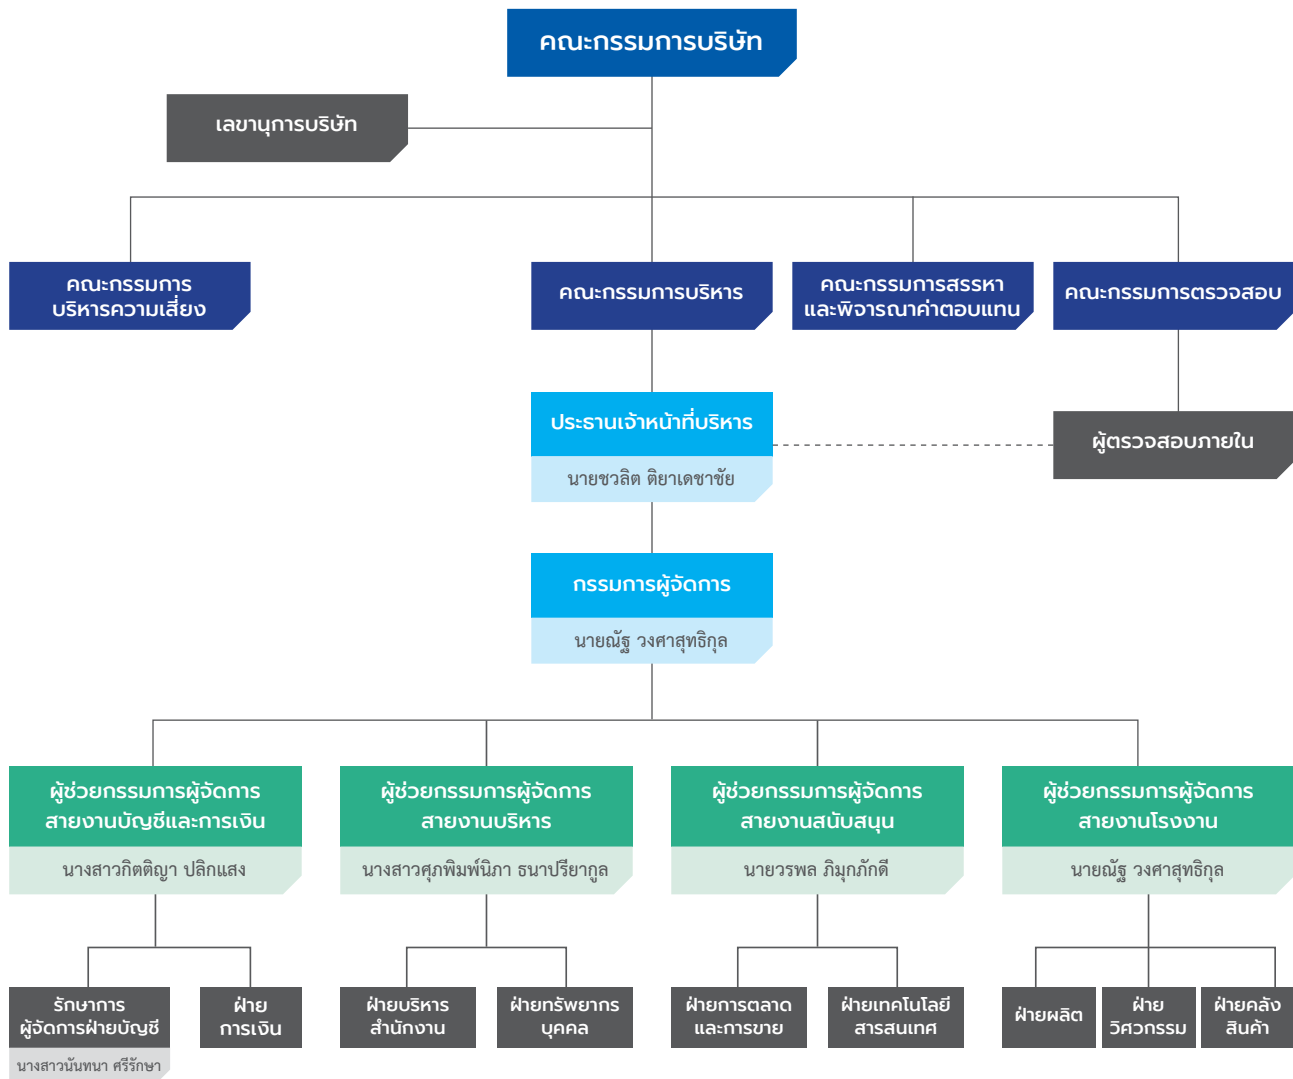 คณะกรรมการบริษัท
เลขานุการบริษัท
คณะกรรมการ
บริหารความเสี่ยง
คณะกรรมการบริหาร
คณะกรรมการสรรหา
และพิจารณาค่าตอบแทน
คณะกรรมการตรวจสอบ
ประธานเจ้าหน้าที่บริหาร
นายชวลิต ติยาเดชาชัย
ผู้ตรวจสอบภายใน
กรรมการผู้จัดการ
นายณัฐ วงศาสุทธิกุล
ผู้ช่วยกรรมการผู้จัดการ
สายงานบัญชีและการเงิน
นางสาวกิตติญา ปลิกแสง
ผู้ช่วยกรรมการผู้จัดการ
สายงานบริหาร
นางสาวศุภพิมพ์นิภา ธนาปรียากูล
ผู้ช่วยกรรมการผู้จัดการ
สายงานสนับสนุน
นายวรพล ภิมุกภักดี
ผู้ช่วยกรรมการผู้จัดการ
สายงานโรงงาน
นายณัฐ วงศาสุทธิกุล
รักษาการ
ผู้จัดการฝ่ายบัญชี
นางสาวนันทนา ศรีรักษา
ฝ่าย
การเงิน
ฝ่ายบริหาร
สำนักงาน
ฝ่ายทรัพยากร
บุคคล
ฝ่ายการตลาด
และการขาย
ฝ่ายเทคโนโลยี
สารสนเทศ
ฝ่ายผลิต
ฝ่าย
วิศวกรรม
ฝ่ายคลัง
สินค้า